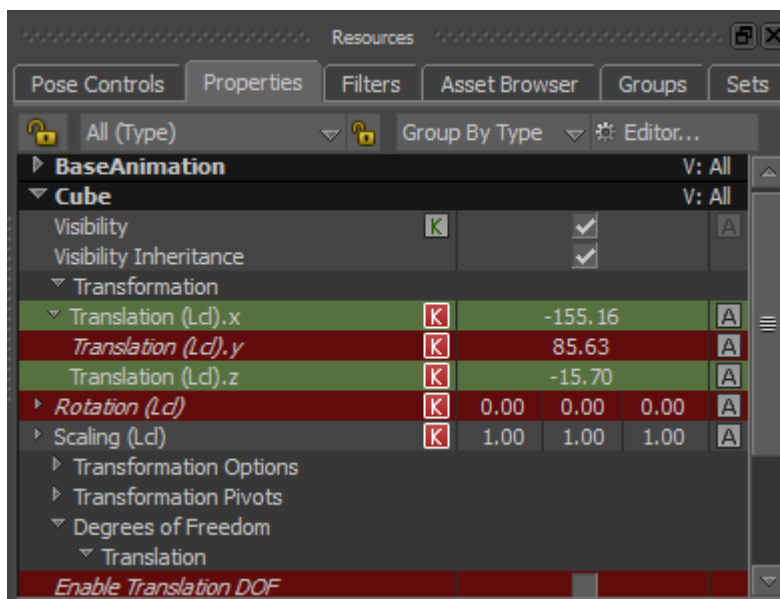 Resources
Pose Controls Properties Filters Asset Browser Groups Sets
All (Type) Group By Type Editor...
BaseAnimation V: All
Cube V: All
Visibility K A
Visibility Inheritance
Transformation
Translation (Lcl).x K -155.16 A
Translation (Lcl).y K 85.63 A
Translation (Lcl).z K -15.70 A
Rotation (Lcl) K 0.00 0.00 0.00 A
Scaling (Lcl) K 1.00 1.00 1.00 A
Transformation Options
Transformation Pivots
Degrees of Freedom
Translation
Enable Translation DOF